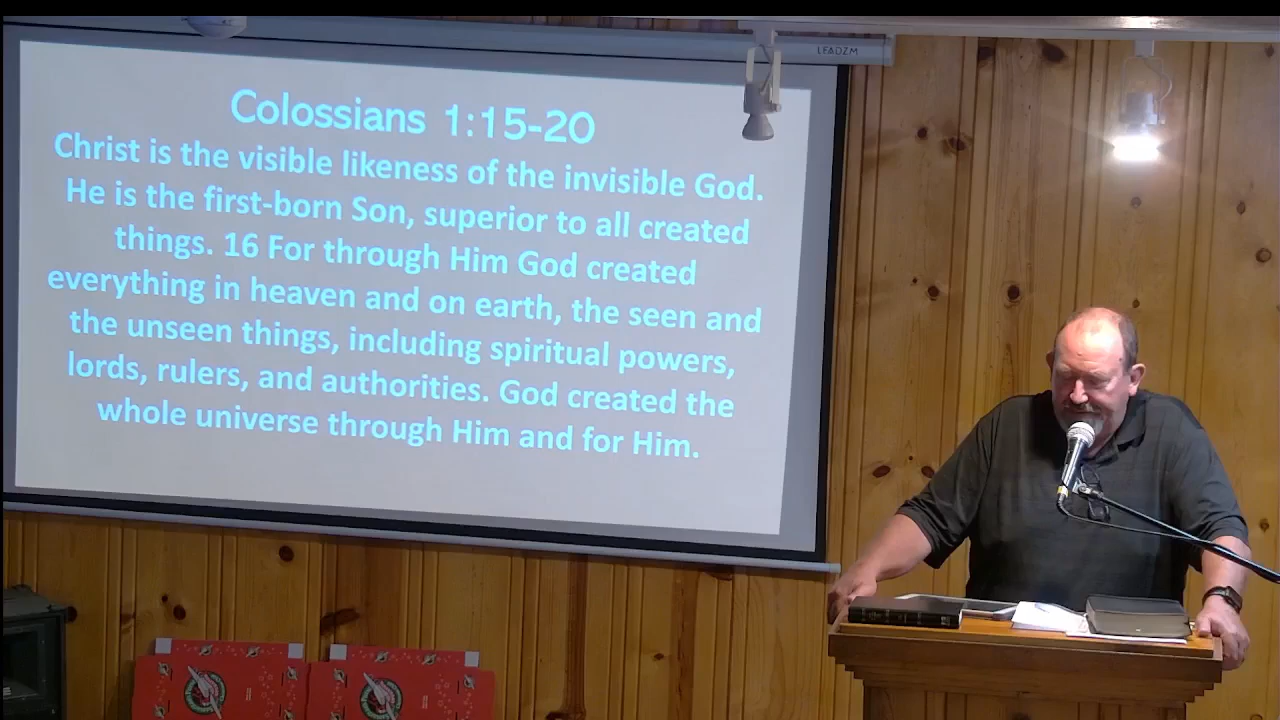 LEADZM
Colossians 1:15-20
Christ is the visible likeness of the invisible God.
He is the first-born Son, superior to all created
things. 16 For through Him God created
everything in heaven and on earth, the seen and
the unseen things, including spiritual powers,
lords, rulers, and authorities. God created the
whole universe through Him and for Him.